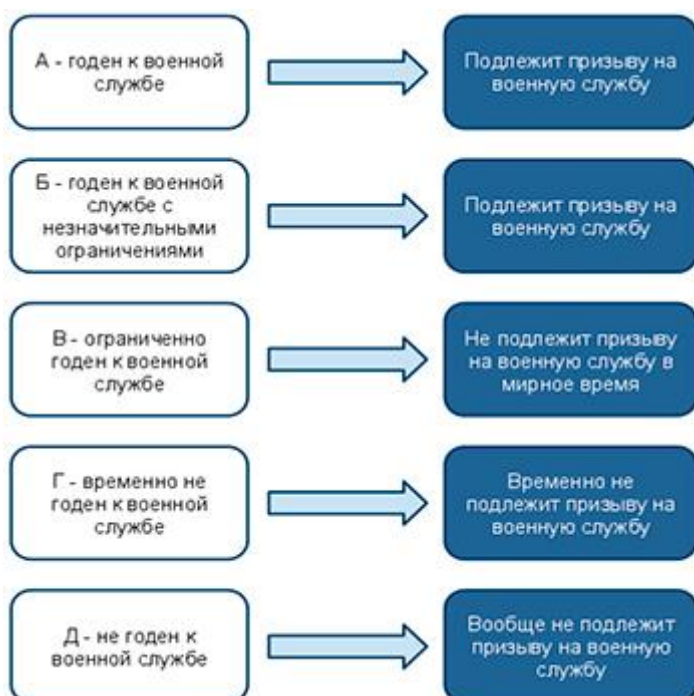 А - годен к военной
службе
Подлежит призыву на
военную службу
Б - годен к военной
службе с
незначительными
ограничениями
Подлежит призыву на
военную службу
В - ограниченно
годен к военной
службе
Не подлежит призыву
на военную службу в
мирное время
Г - временно не
годен к военной
службе
Временно не
подлежит призыву на
военную службу
Д - не годен к
военной службе
Вообще не подлежит
призыву на военную
службу